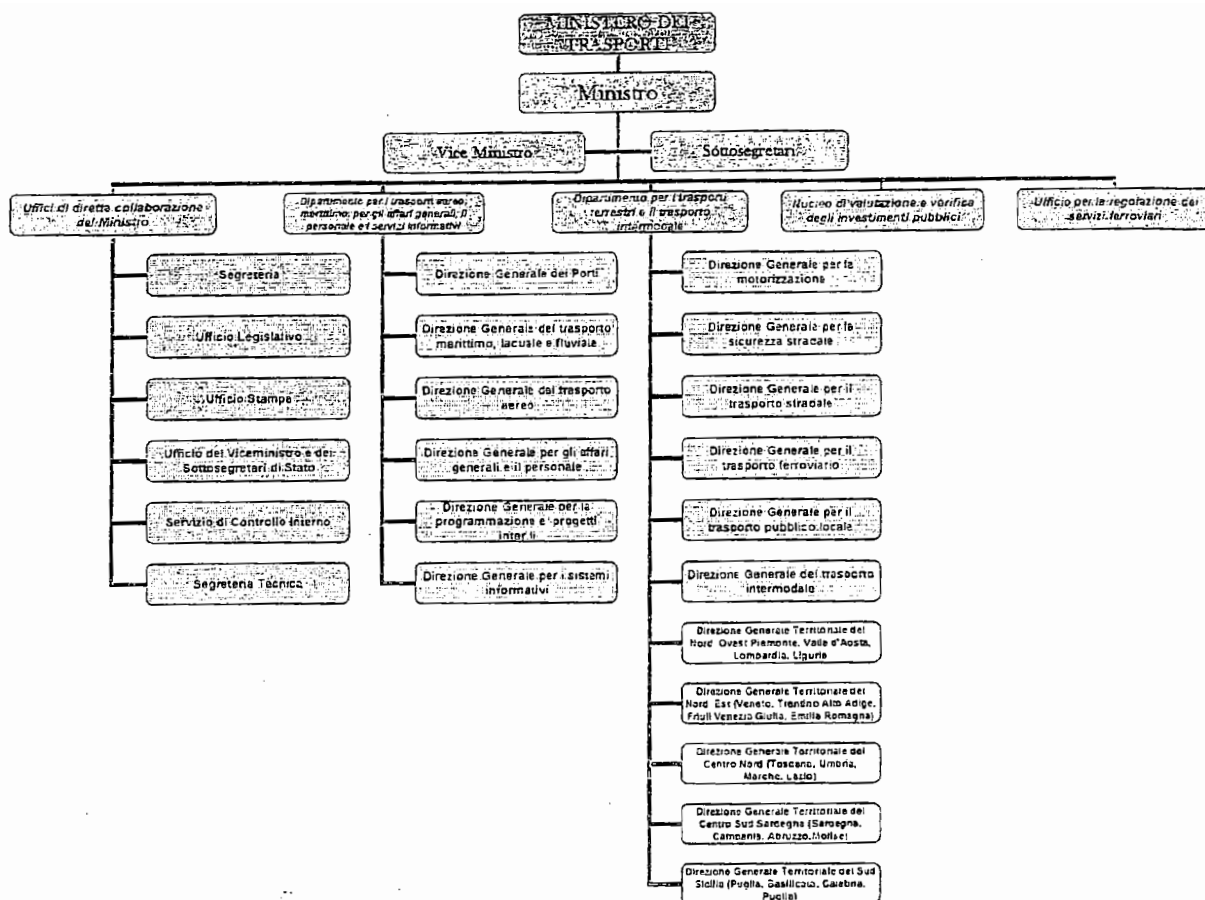 MINISTERO DEI
TRASPORTI
Ministro
Vice Ministro
Sottosegretari
Uffici di diretta collaborazione
del Ministro
Dipartimento per i trasporti aereo,
marittimo, per gli affari generali, il
personale e i servizi informativi
Dipartimento per i trasporti
terrestri e il trasporto
intermodale
Nucleo di valutazione e verifica
degli investimenti pubblici
Ufficio per la regolazione dei
servizi ferroviari
Segreteria
Ufficio Legislativo
Ufficio Stampa
Ufficio del Viceministro e dei
Sottosegretari di Stato
Servizio di Controllo Interno
Segreteria Tecnica
Direzione Generale dei Porti
Direzione Generale del trasporto
marittimo, lacuale e fluviale
Direzione Generale del trasporto
aereo
Direzione Generale per gli affari
generali e il personale
Direzione Generale per la
programmazione e progetti
Direzione Generale per i sistemi
informativi
Direzione Generale per la
motorizzazione
Direzione Generale per la
sicurezza stradale
Direzione Generale per il
trasporto stradale
Direzione Generale per il
trasporto ferroviario
Direzione Generale per il
trasporto pubblico locale
Direzione Generale del trasporto
intermodale
Direzione Generale Territoriale del
Nord Ovest Piemonte, Valle d'Aosta,
Lombardia, Liguria
Direzione Generale Territoriale del
Nord Est (Veneto, Trentino Alto Adige,
Friuli Venezia Giulia, Emilia Romagna)
Direzione Generale Territoriale del
Centro Nord (Toscana, Umbria,
Marche, Lazio)
Direzione Generale Territoriale del
Centro Sud Sardegna (Sardegna,
Campania, Abruzzo, Molise)
Direzione Generale Territoriale del Sud
Sicilia (Puglia, Basilicata, Calabria,
Puglia)